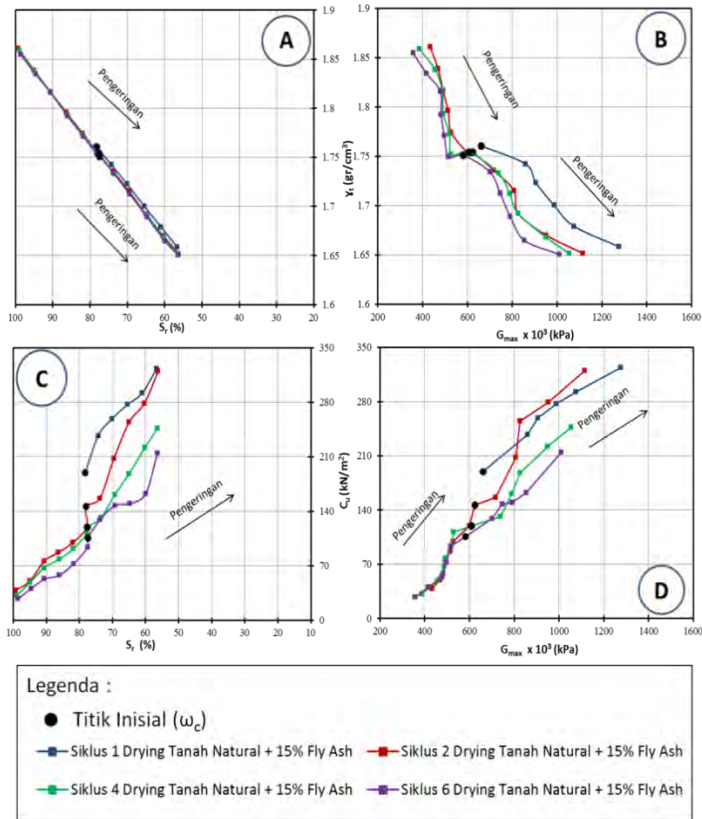 A
Pengeringan
Pengeringan
100 90 80 70 60 50 40 30 20
Sr (%)
1.9
1.85
1.8
1.75
1.7
1.65
1.6
γt (gr/cm³)
B
Pengeringan
Pengeringan
1.9
1.85
1.8
1.75
1.7
1.65
1.6
200 400 600 800 1000 1200 1400 1600
Gmax x 10³ (kPa)
C
Pengeringan
100 90 80 70 60 50 40 30 20 10
Sr (%)
350
280
210
140
70
0
Cu (kN/m²)
D
Pengeringan
Pengeringan
350
280
210
140
70
0
200 400 600 800 1000 1200 1400 1600
Gmax x 10³ (kPa)
Legenda :
Titik Inisial (ωc)
Siklus 1 Drying Tanah Natural + 15% Fly Ash
Siklus 2 Drying Tanah Natural + 15% Fly Ash
Siklus 4 Drying Tanah Natural + 15% Fly Ash
Siklus 6 Drying Tanah Natural + 15% Fly Ash